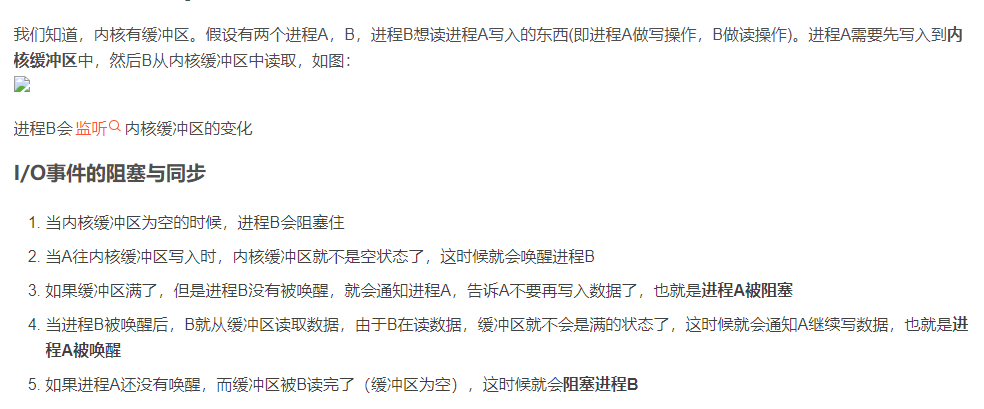 我们知道，内核有缓冲区。假设有两个进程A，B，进程B想读进程A写入的东西(即进程A做写操作，B做读操作)。进程A需要先写入到内
核缓冲区中，然后B从内核缓冲区中读取，如图：
进程B会 监听 内核缓冲区的变化
I/O事件的阻塞与同步
1. 当内核缓冲区为空的时候，进程B会阻塞住
2. 当A往内核缓冲区写入时，内核缓冲区就不是空状态了，这时候就会唤醒进程B
3. 如果缓冲区满了，但是进程B没有被唤醒，就会通知进程A，告诉A不要再写入数据了，也就是进程A被阻塞
4. 当进程B被唤醒后，B就从缓冲区读取数据，由于B在读数据，缓冲区就不会是满的状态了，这时候就会通知A继续写数据，也就是进
程A被唤醒
5. 如果进程A还没有唤醒，而缓冲区被B读完了（缓冲区为空），这时候就会阻塞进程B